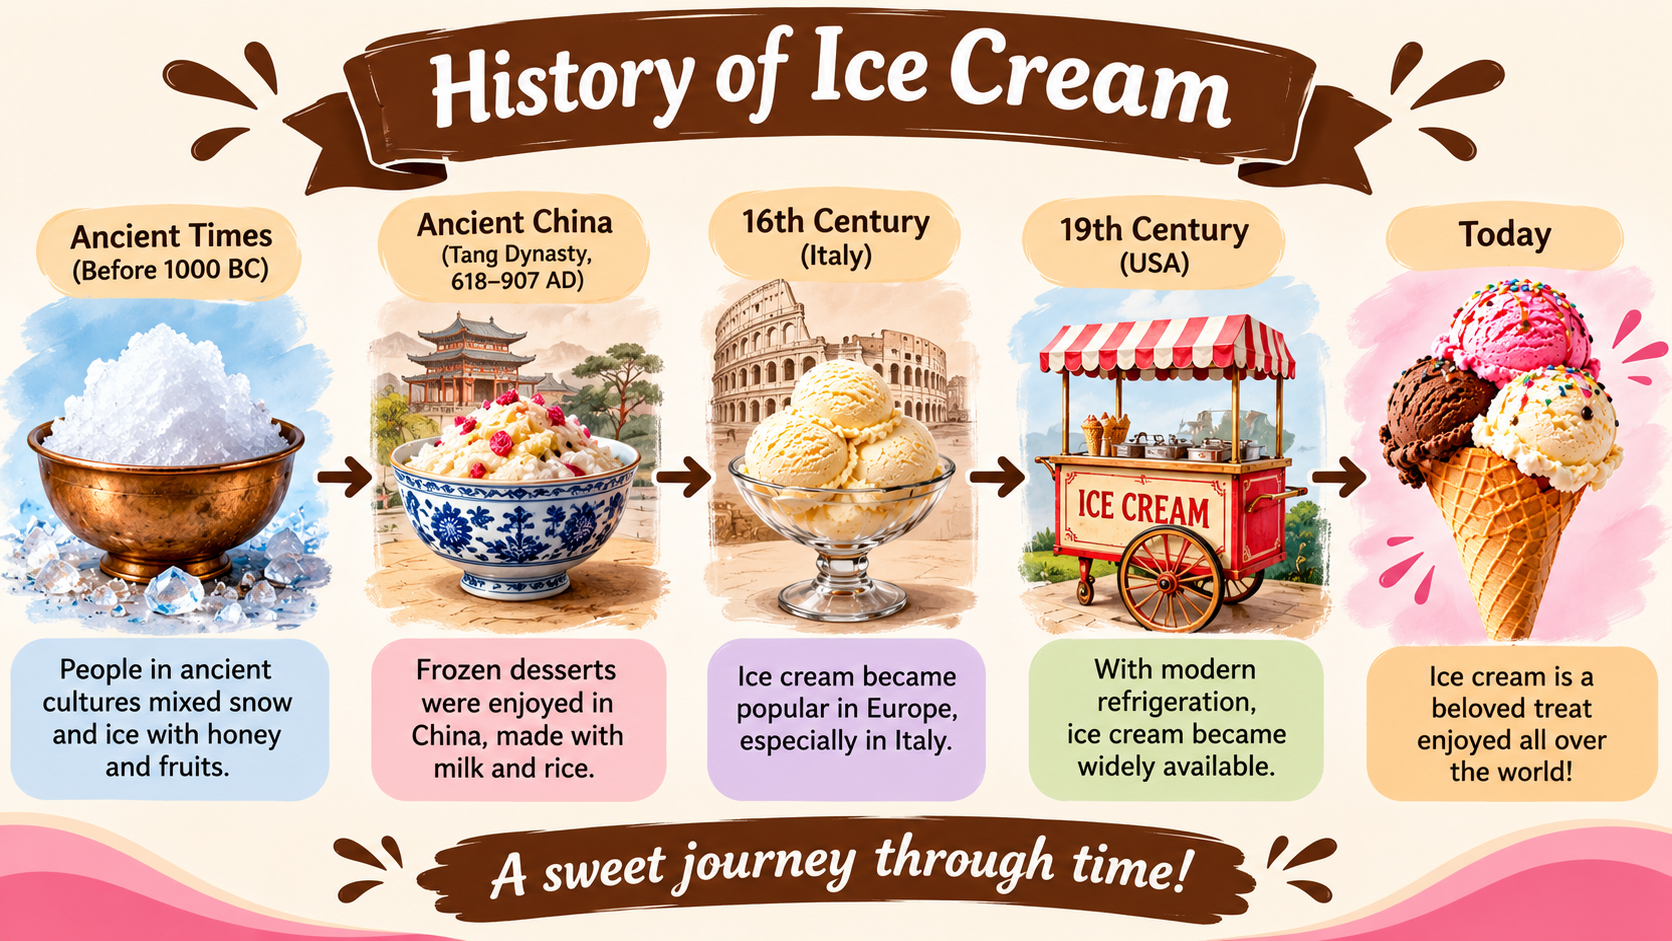 History of Ice Cream
Ancient Times
(Before 1000 BC)
People in ancient
cultures mixed snow
and ice with honey
and fruits.
Ancient China
(Tang Dynasty,
618–907 AD)
Frozen desserts
were enjoyed in
China, made with
milk and rice.
16th Century
(Italy)
Ice cream became
popular in Europe,
especially in Italy.
19th Century
(USA)
ICE CREAM
With modern
refrigeration,
ice cream became
widely available.
Today
Ice cream is a
beloved treat
enjoyed all over
the world!
A sweet journey through time!